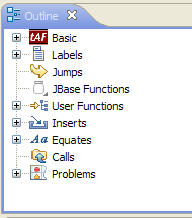 Outline
tAF Basic
Labels
Jumps
JBase Functions
User Functions
Inserts
Aa Equates
Calls
Problems